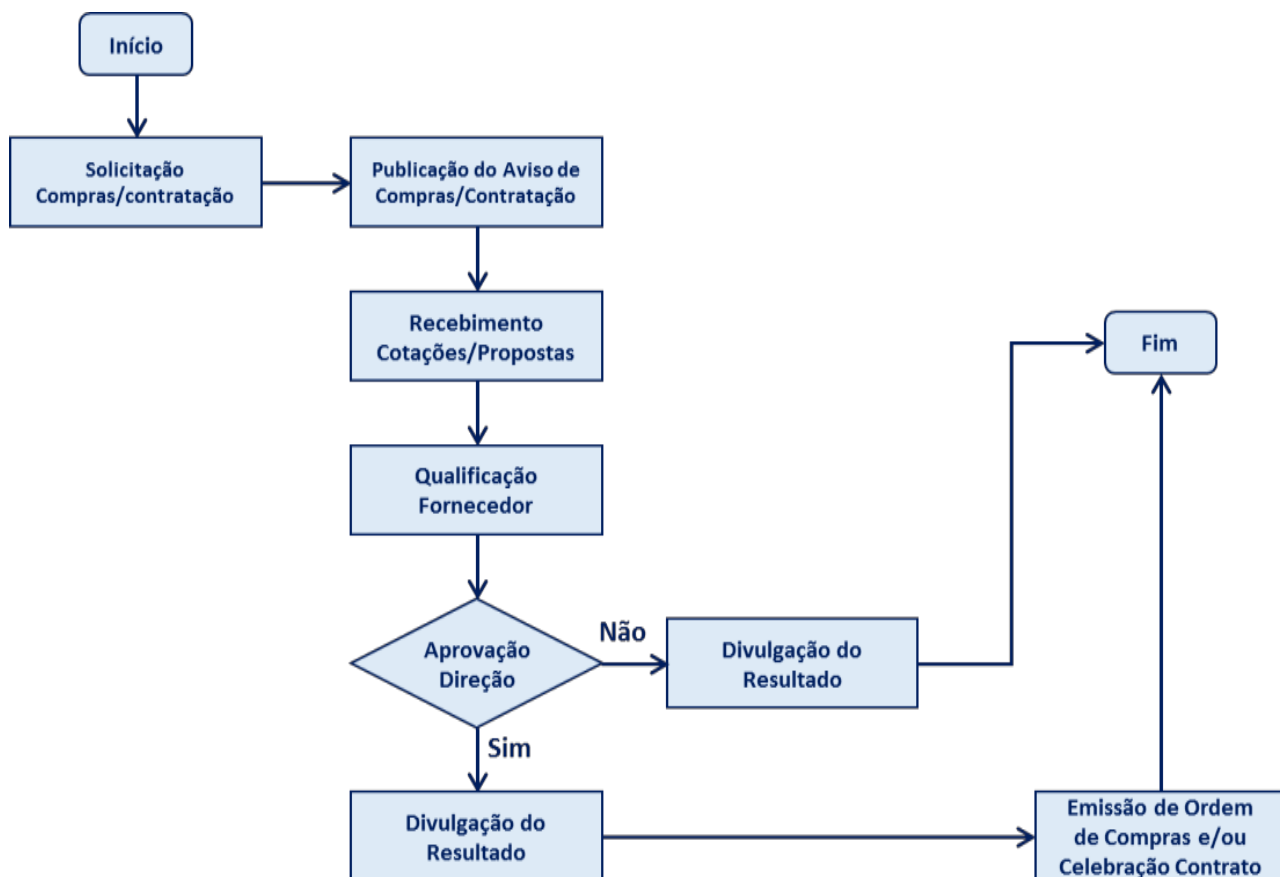 Início
Solicitação
Compras/contratação
Publicação do Aviso de
Compras/Contratação
Recebimento
Cotações/Propostas
Fim
Qualificação
Fornecedor
Aprovação
Direção
Não
Divulgação do
Resultado
Sim
Divulgação do
Resultado
Emissão de Ordem
de Compras e/ou
Celebração Contrato